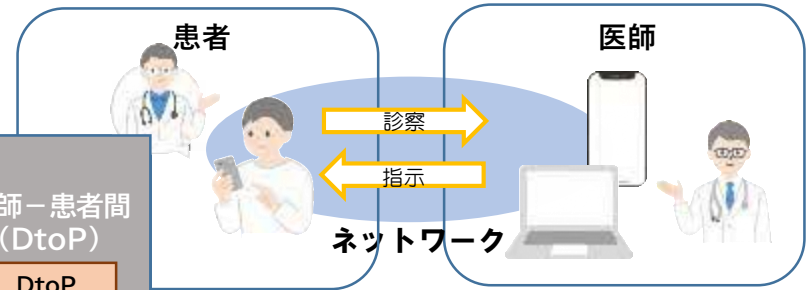 患者
医師
診察
指示
ネットワーク
師－患者間
（DtoP）
DtoP